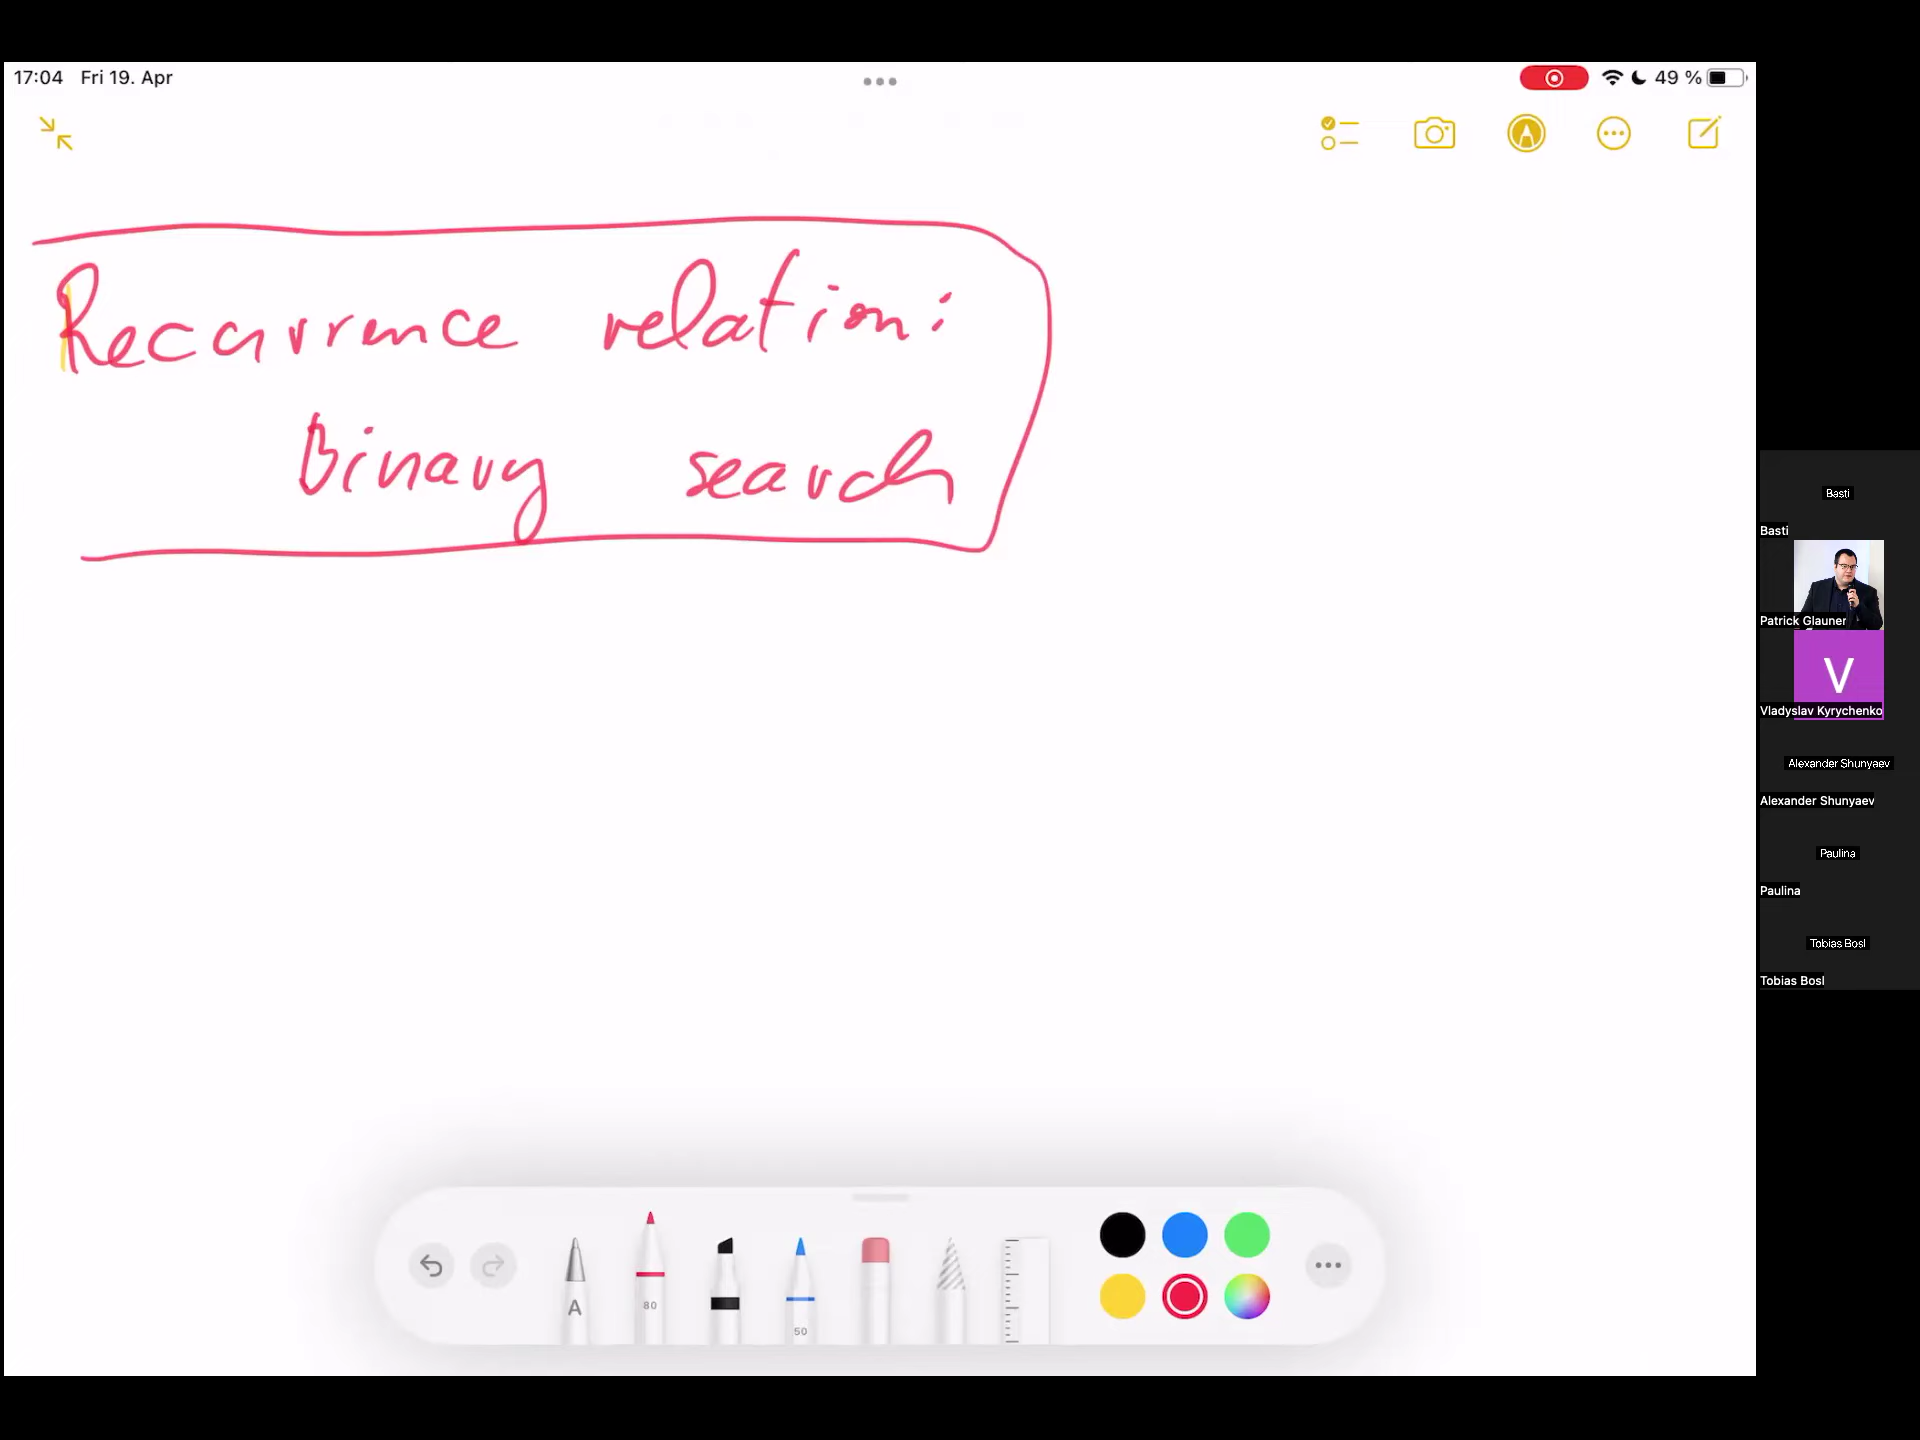 17:04 Fri 19. Apr
49 %
Recurrence relation:
Binary search
Basti
Basti
Patrick Glauner
V
Vladyslav Kyrychenko
Alexander Shunyaev
Alexander Shunyaev
Paulina
Paulina
Tobias Bosl
Tobias Bosl
A
80
50